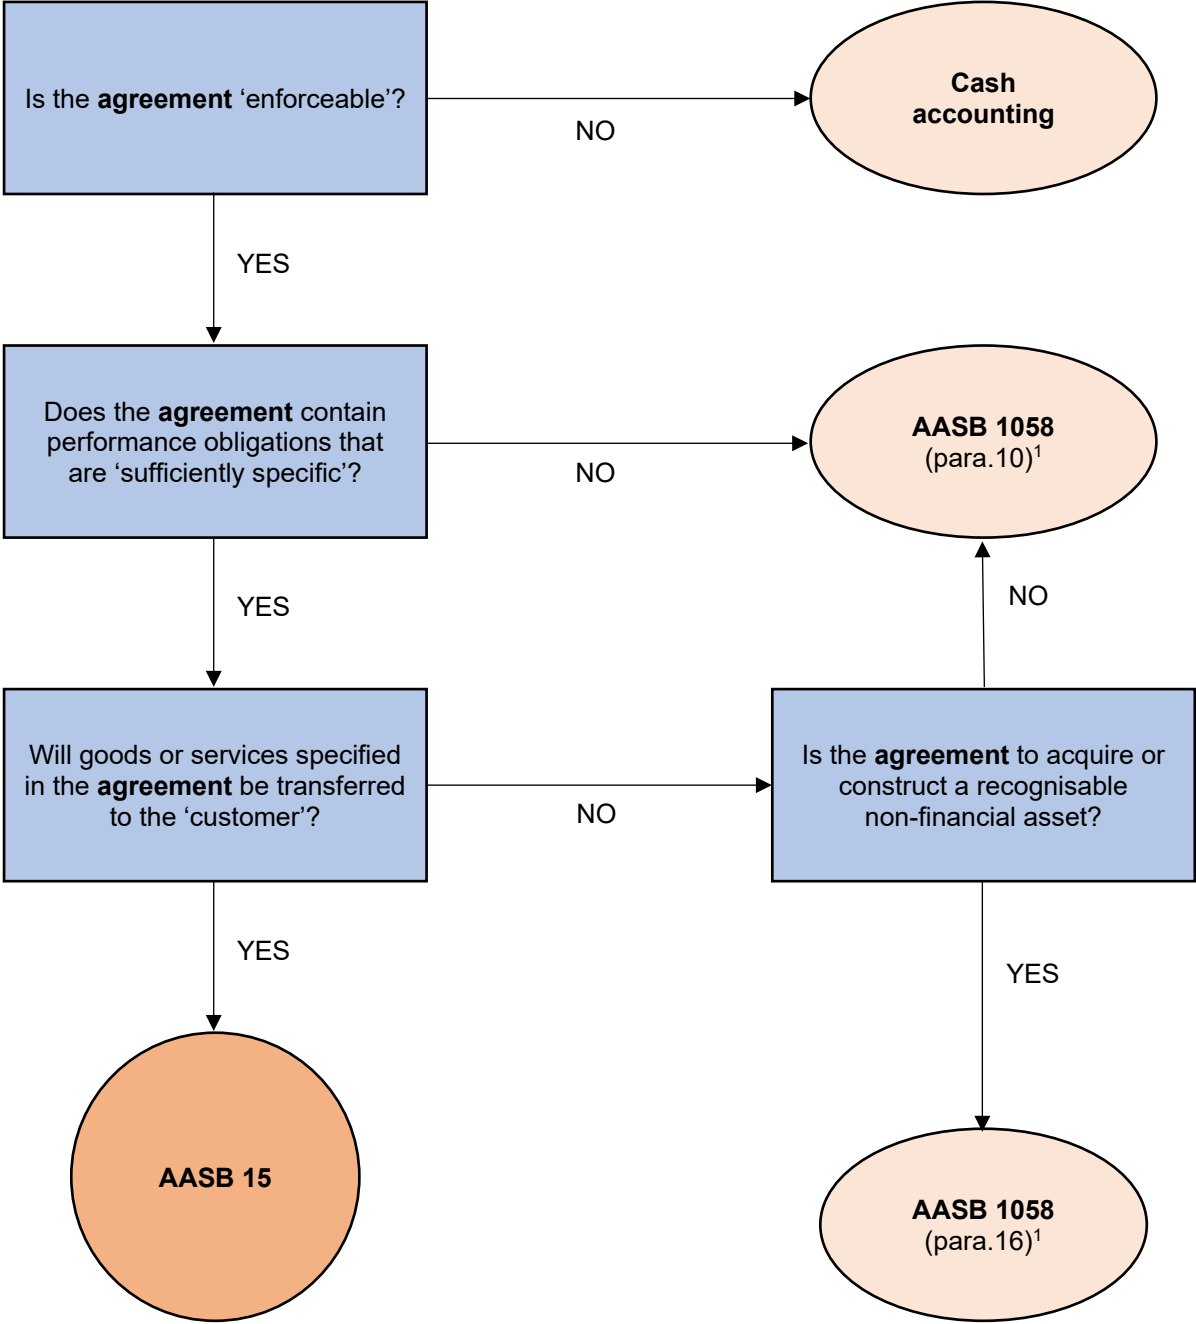 Is the agreement ‘enforceable’?
NO
Cash
accounting
YES
Does the agreement contain
performance obligations that
are ‘sufficiently specific’?
NO
AASB 1058
(para.10)¹
YES
NO
Will goods or services specified
in the agreement be transferred
to the ‘customer’?
NO
Is the agreement to acquire or
construct a recognisable
non-financial asset?
YES
YES
AASB 15
AASB 1058
(para.16)¹